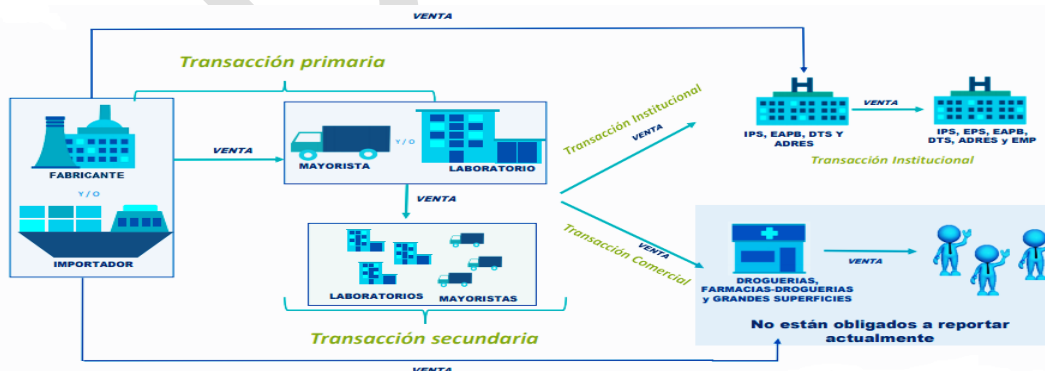 VENTA
Transacción primaria
FABRICANTE
Y / O
IMPORTADOR
VENTA
MAYORISTA
Y / O
LABORATORIO
VENTA
LABORATORIOS
MAYORISTAS
Transacción secundaria
Transacción Institucional
VENTA
Transacción Comercial
VENTA
H
IPS, EAPB, DTS Y
ADRES
VENTA
H
IPS, EPS, EAPB,
DTS, ADRES y EMP
Transacción Institucional
DROGUERIAS,
FARMACIAS-DROGUERIAS
y GRANDES SUPERFICIES
VENTA
No están obligados a reportar
actualmente
VENTA